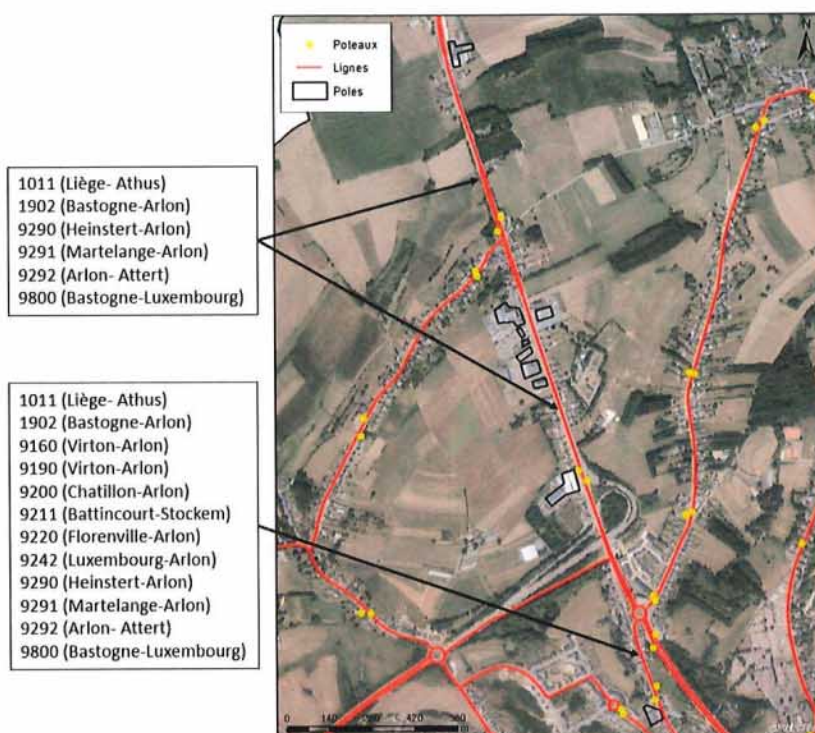 Poteaux
Lignes
Poles
N
1011 (Liège- Athus)
1902 (Bastogne-Arlon)
9290 (Heinstert-Arlon)
9291 (Martelange-Arlon)
9292 (Arlon- Attert)
9800 (Bastogne-Luxembourg)
1011 (Liège- Athus)
1902 (Bastogne-Arlon)
9160 (Virton-Arlon)
9190 (Virton-Arlon)
9200 (Chatillon-Arlon)
9211 (Battincourt-Stockem)
9220 (Florenville-Arlon)
9242 (Luxembourg-Arlon)
9290 (Heinstert-Arlon)
9291 (Martelange-Arlon)
9292 (Arlon- Attert)
9800 (Bastogne-Luxembourg)
0 140 420